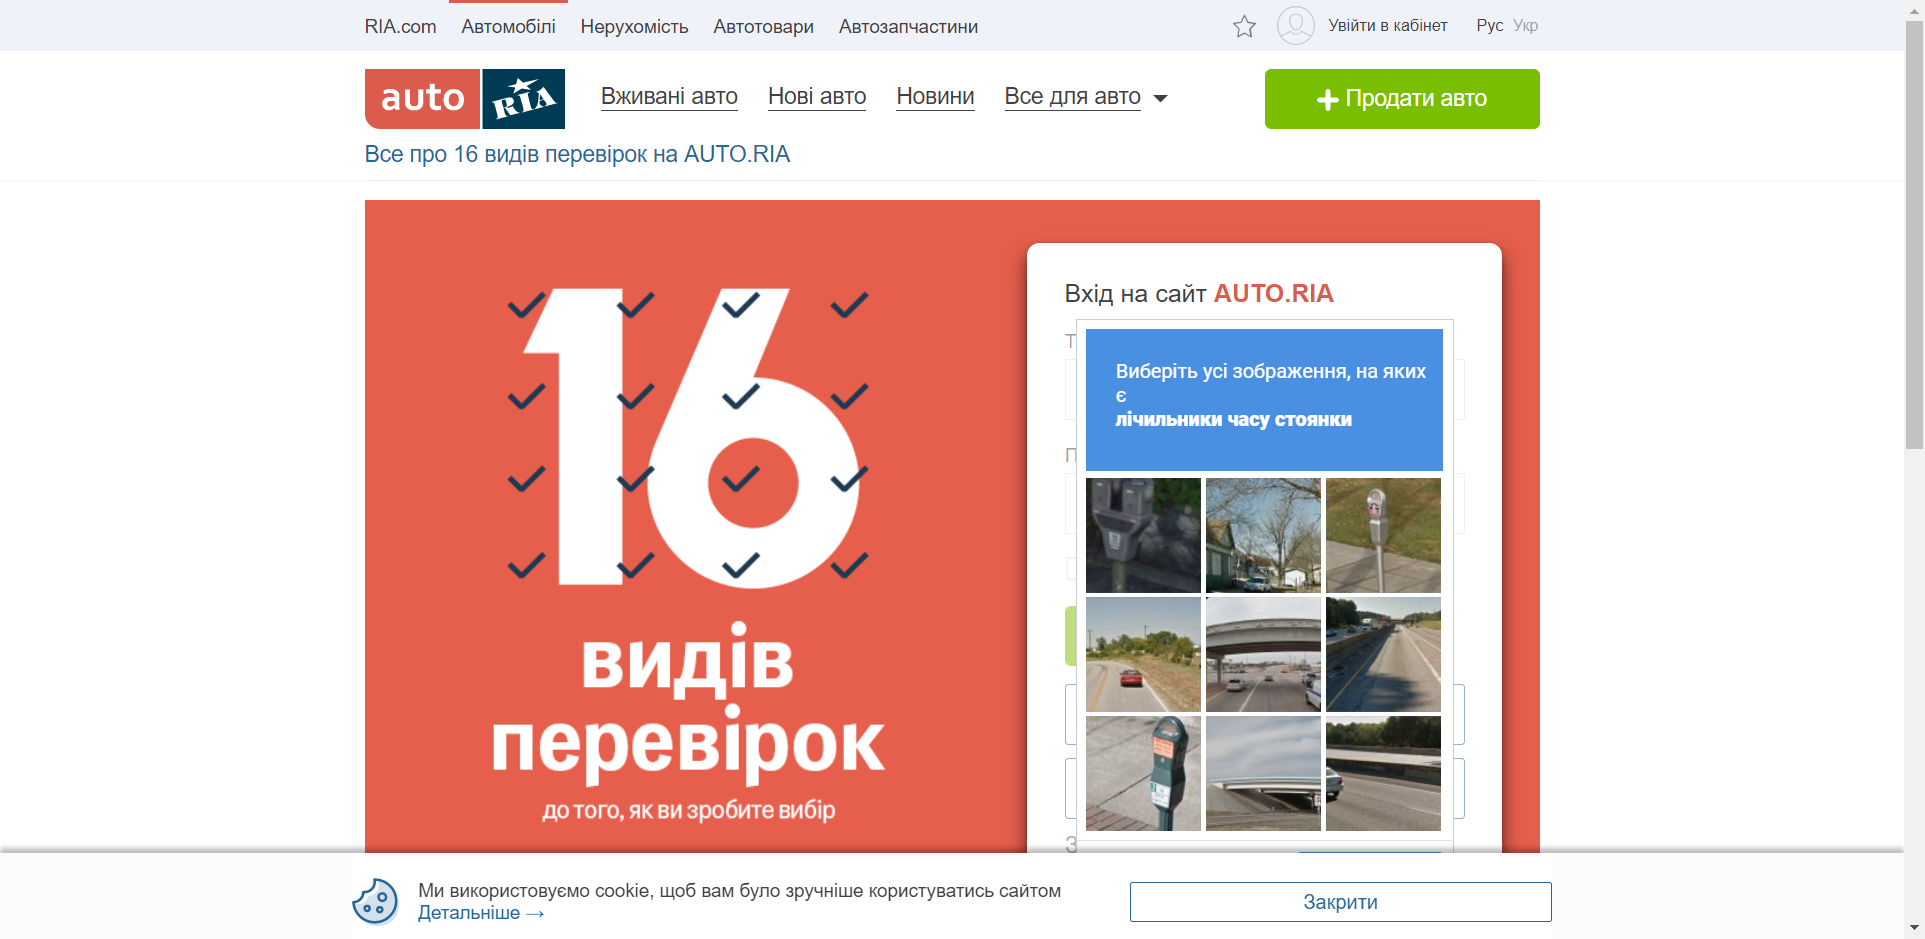 RIA.com Автомобілі Нерухомість Автотовари Автозапчастини Увійти в кабінет Рус Укр
auto RIA Вживані авто Нові авто Новини Все для авто Продати авто
Все про 16 видів перевірок на AUTO.RIA
16
видів
перевірок
до того, як ви зробите вибір
Вхід на сайт AUTO.RIA
Виберіть усі зображення, на яких
є
лічильники часу стоянки
Ми використовуємо cookie, щоб вам було зручніше користуватись сайтом
Детальніше →
Закрити